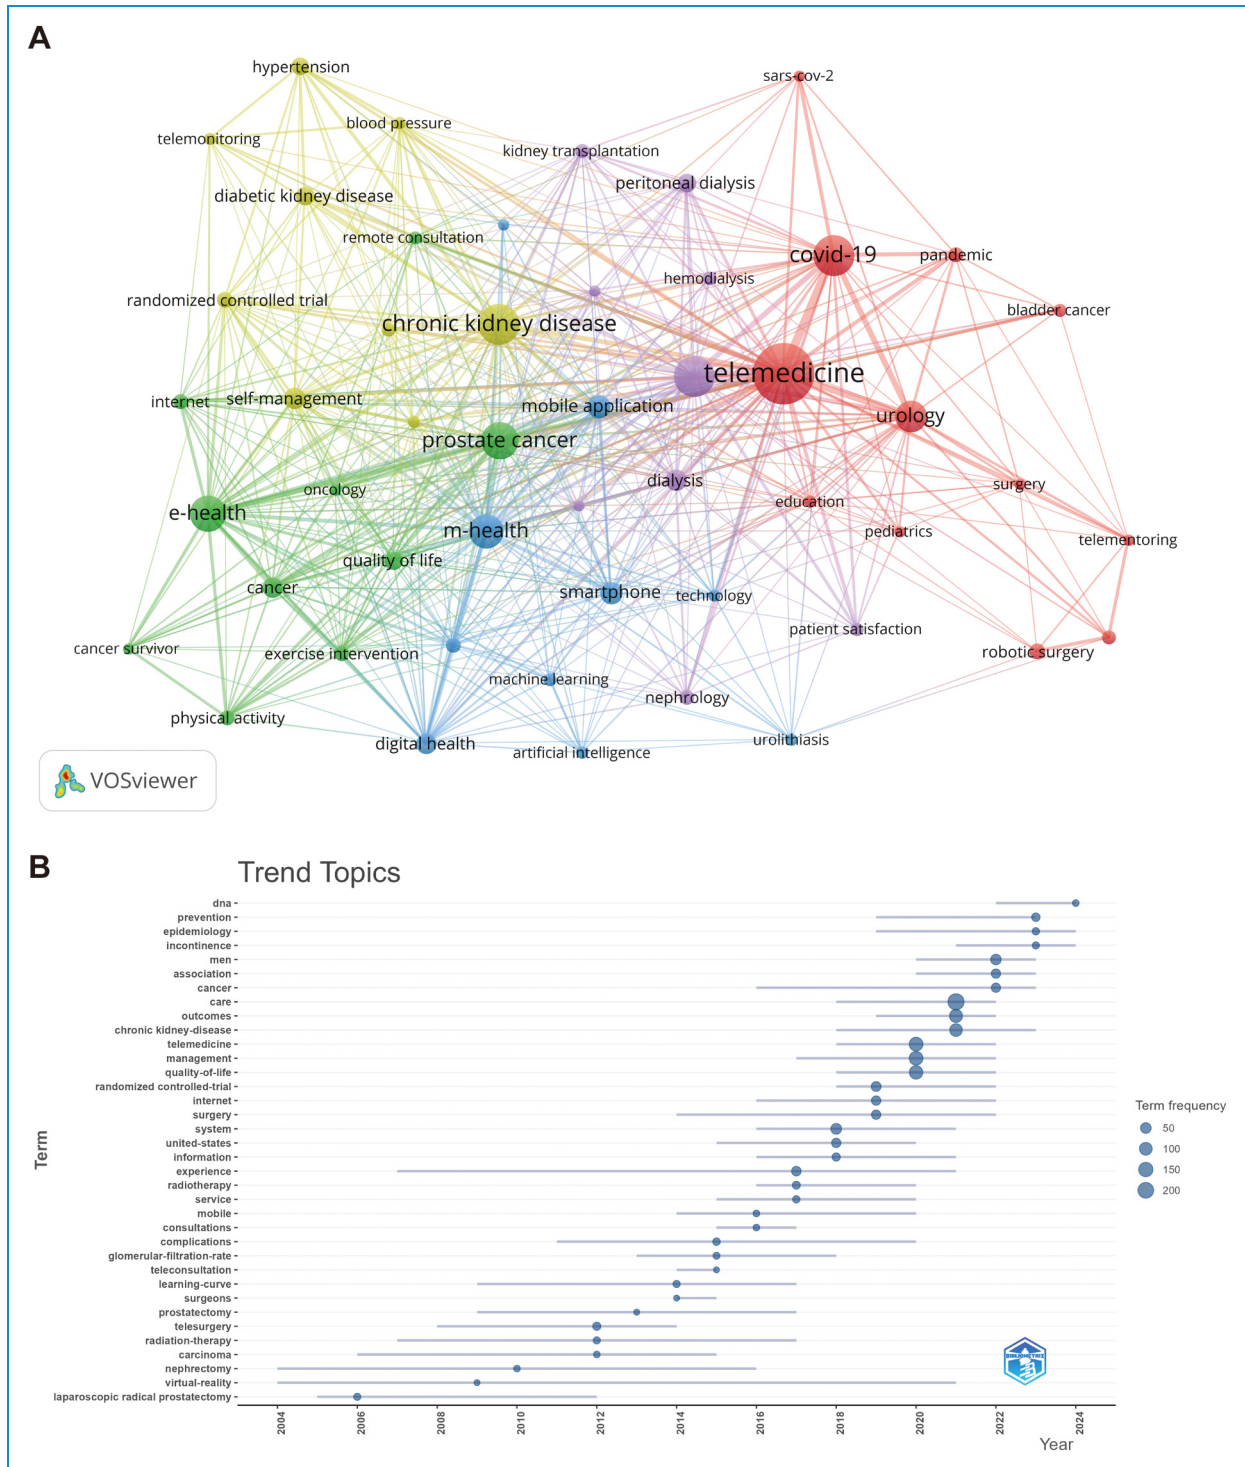 A
hypertension
sars-cov-2
blood pressure
telemonitoring
kidney transplantation
peritoneal dialysis
diabetic kidney disease
remote consultation
covid-19
pandemic
hemodialysis
randomized controlled trial
bladder cancer
chronic kidney disease
telemedicine
internet
self-management
mobile application
urology
prostate cancer
dialysis
surgery
oncology
education
e-health
m-health
pediatrics
telementoring
quality of life
cancer
smartphone
technology
patient satisfaction
cancer survivor
exercise intervention
robotic surgery
machine learning
nephrology
physical activity
digital health
artificial intelligence
urolithiasis
VOSviewer
B
Trend Topics
dna
prevention
epidemiology
incontinence
men
association
cancer
care
outcomes
chronic kidney-disease
telemedicine
management
quality-of-life
randomized controlled-trial
internet
surgery
system
united-states
information
experience
radiotherapy
service
mobile
consultations
complications
glomerular-filtration-rate
teleconsultation
learning-curve
surgeons
prostatectomy
telesurgery
radiation-therapy
carcinoma
nephrectomy
virtual-reality
laparoscopic radical prostatectomy
Term
Term frequency
50
100
150
200
BIBLIOMETRIX
2004 2006 2008 2010 2012 2014 2016 2018 2020 2022 2024
Year